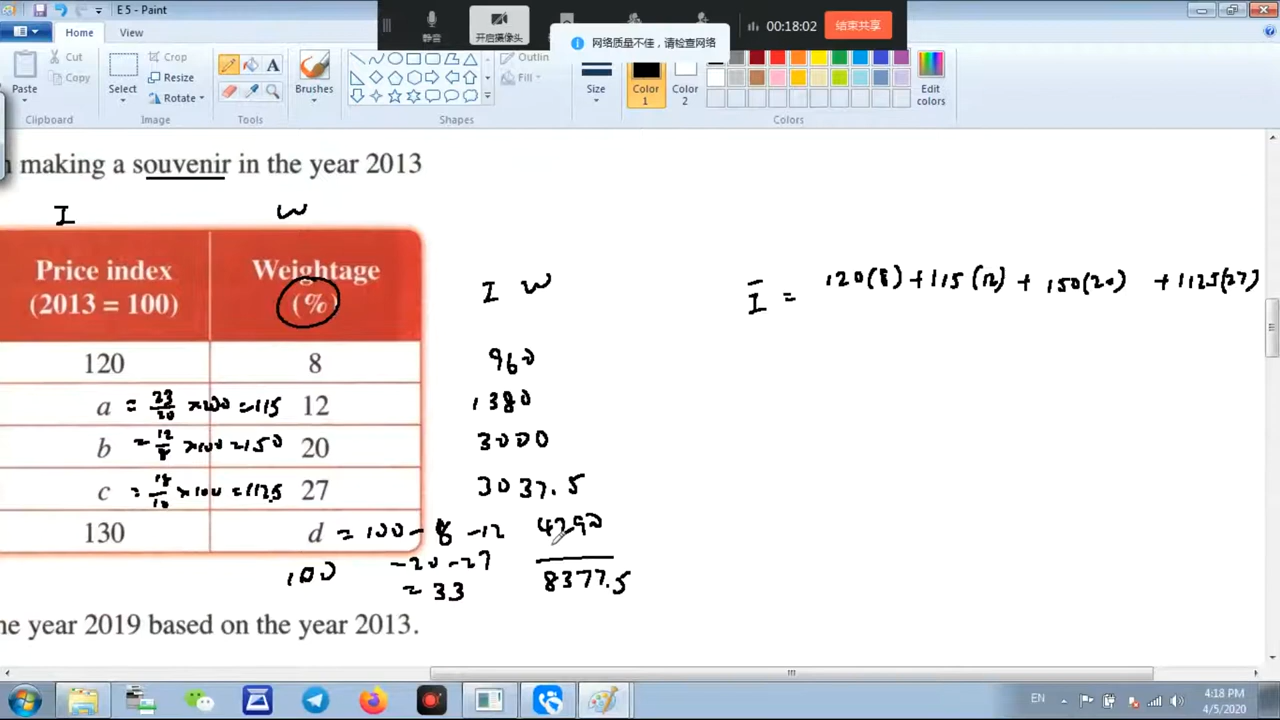 E5 - Paint
静音
开启摄像头
00:18:02
结束共享
网络质量不佳，请检查网络
Home
View
Paste
Cut
Copy
Select
Crop
Resize
Rotate
Brushes
Outlin
Fill
Size
Color 1
Color 2
Edit colors
Clipboard
Image
Tools
Shapes
Colors
making a souvenir in the year 2013
I W
Price index (2013 = 100)
Weightage (%)
I W
Ī = 120(8) + 115(12) + 150(20) + 1125(27)
120 8 960
a = 23/20 ×100 = 115 12 1380
b = 12/8 ×100 = 150 20 3000
c = 18/16 ×100 = 112.5 27 3037.5
130 d = 100 - 8 - 12 4290
100 - 20 - 27
= 33 8377.5
he year 2019 based on the year 2013.
EN
4:18 PM
4/5/2020